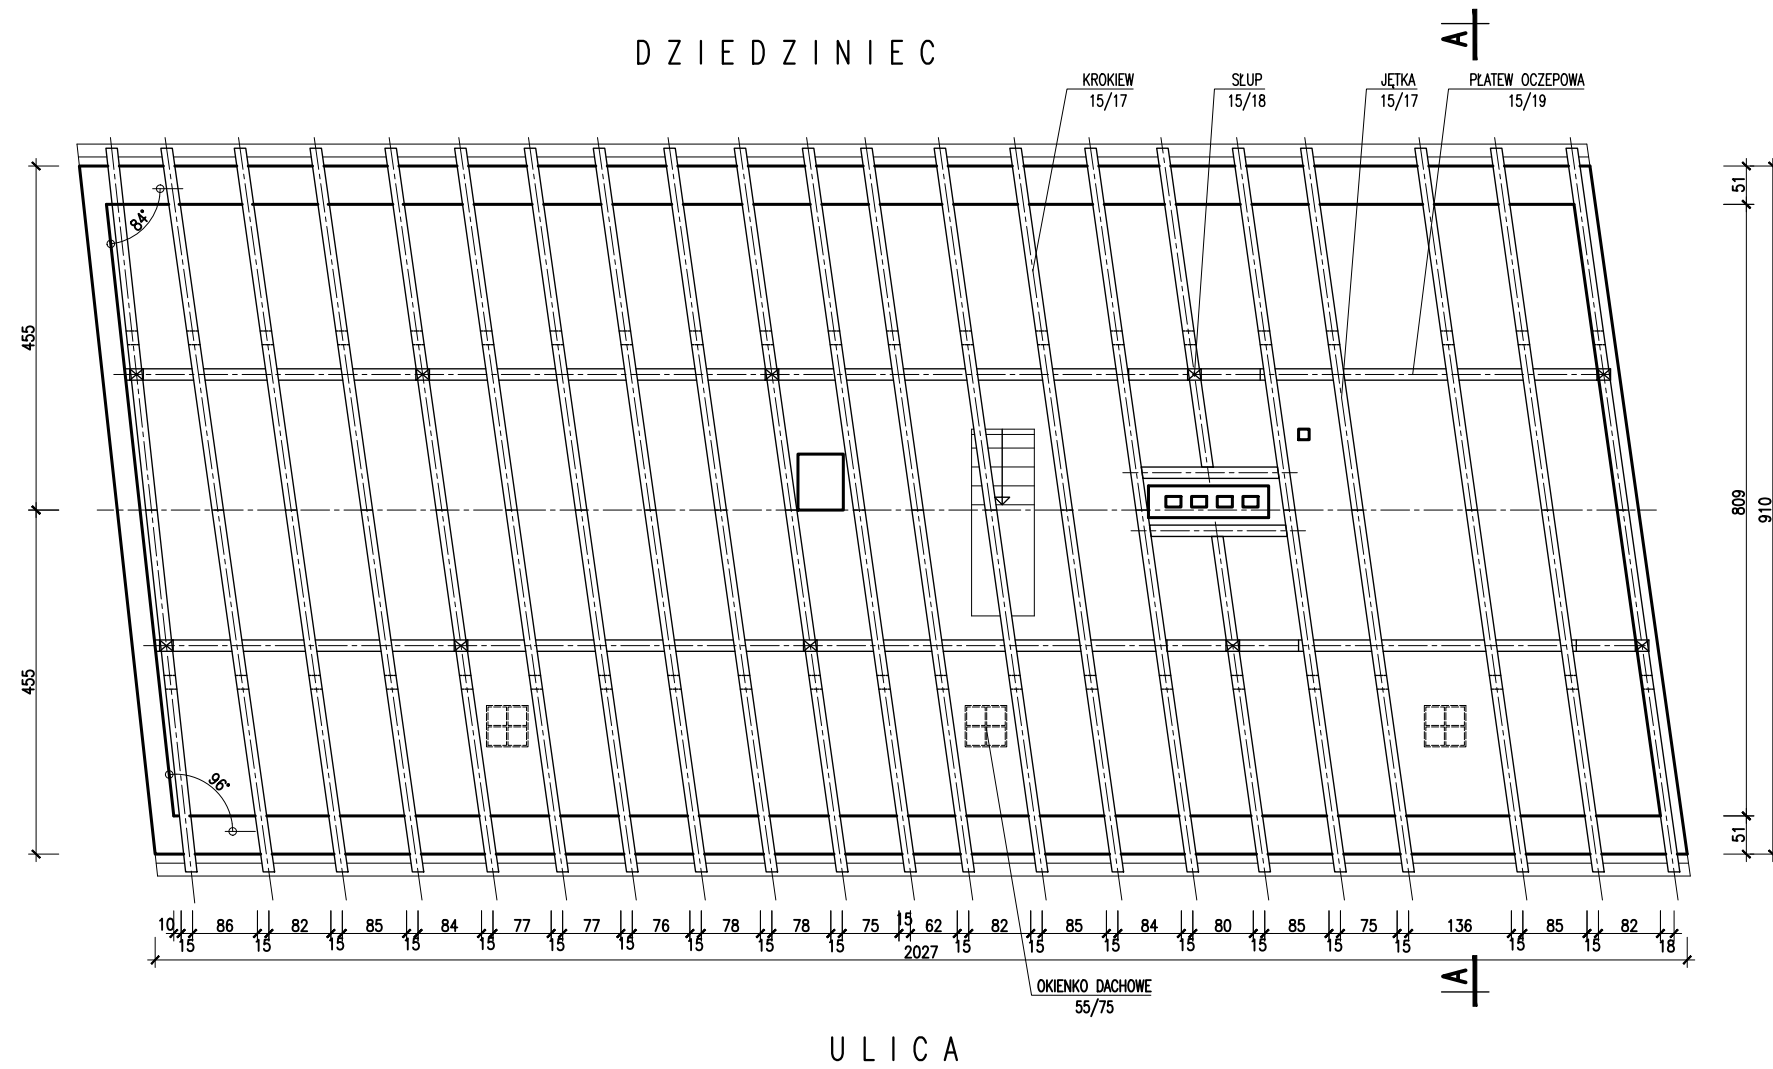 DZIEDZINIEC
A
KROKIEW
15/17
SŁUP
15/18
JĘTKA
15/17
PŁATEW OCZEPOWA
15/19
51
84°
455
809
910
455
96°
51
10 86 82 85 84 77 77 76 78 78 75 15 62 82 85 84 80 85 75 136 85 82
15 15 15 15 15 15 15 15 15 15 15 15 15 15 15 15 15 15 15 15 18
2027
A
OKIENKO DACHOWE
55/75
ULICA